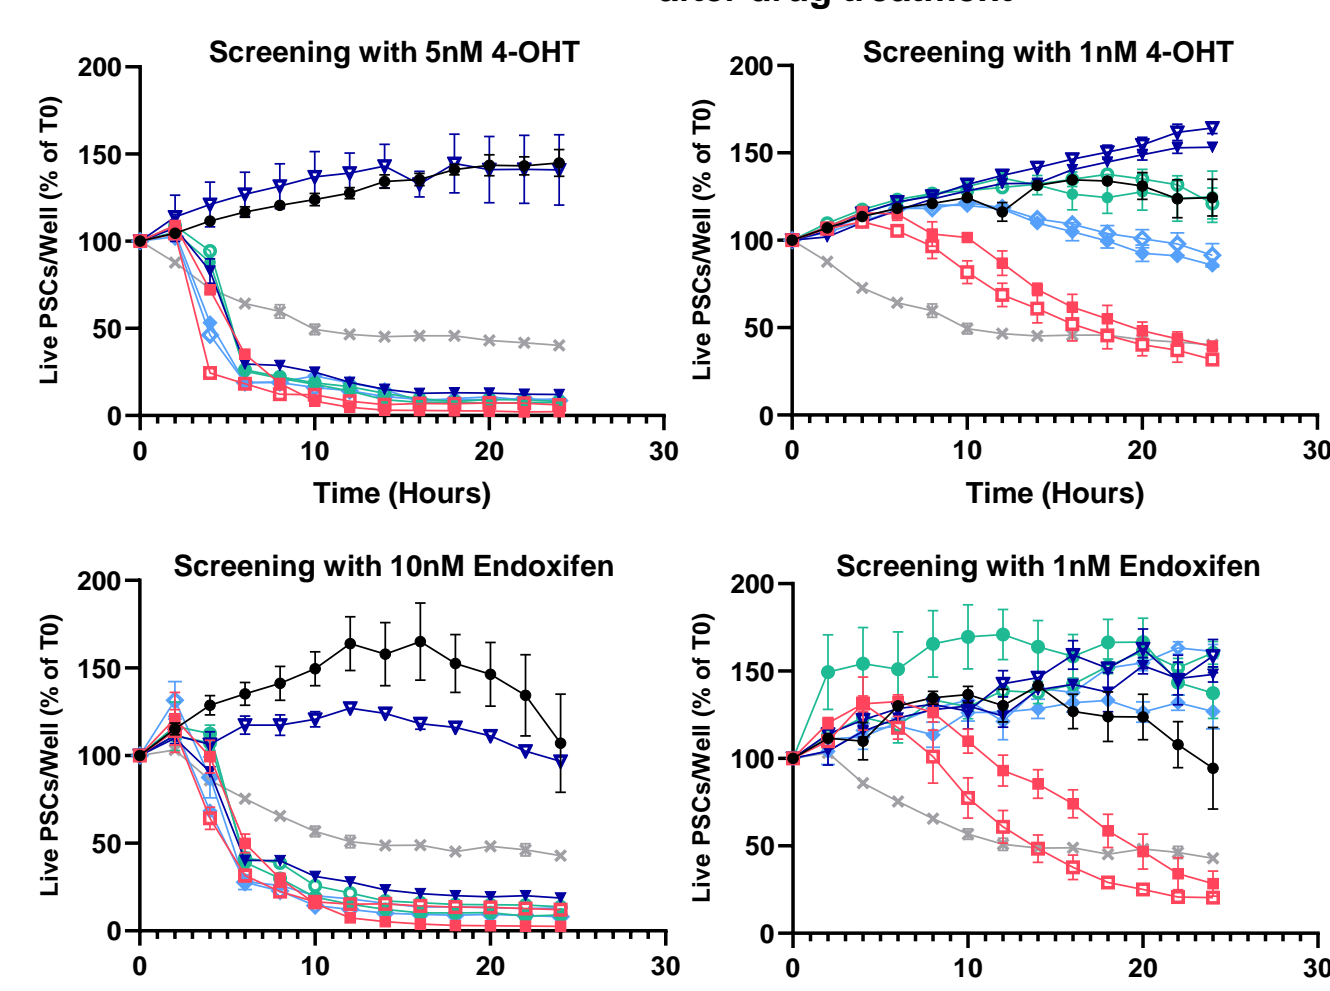 after drug treatment
Screening with 5nM 4-OHT
Live PSCs/Well (% of T0)
200
150
100
50
0
0 10 20 30
Time (Hours)
Screening with 1nM 4-OHT
Live PSCs/Well (% of T0)
200
150
100
50
0
0 10 20 30
Time (Hours)
Screening with 10nM Endoxifen
Live PSCs/Well (% of T0)
200
150
100
50
0
0 10 20 30
Screening with 1nM Endoxifen
Live PSCs/Well (% of T0)
200
150
100
50
0
0 10 20 30